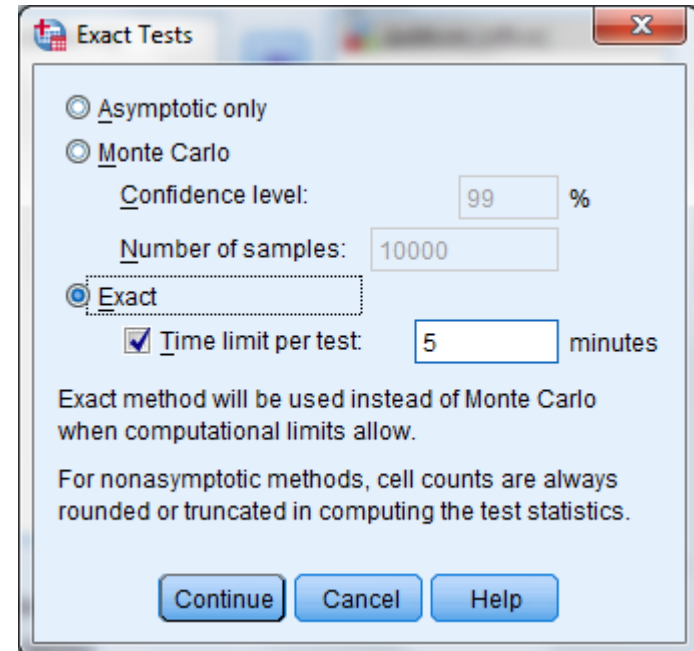 Exact Tests
Asymptotic only
Monte Carlo
Confidence level: 99 %
Number of samples: 10000
Exact
Time limit per test: 5 minutes
Exact method will be used instead of Monte Carlo
when computational limits allow.
For nonasymptotic methods, cell counts are always
rounded or truncated in computing the test statistics.
Continue Cancel Help